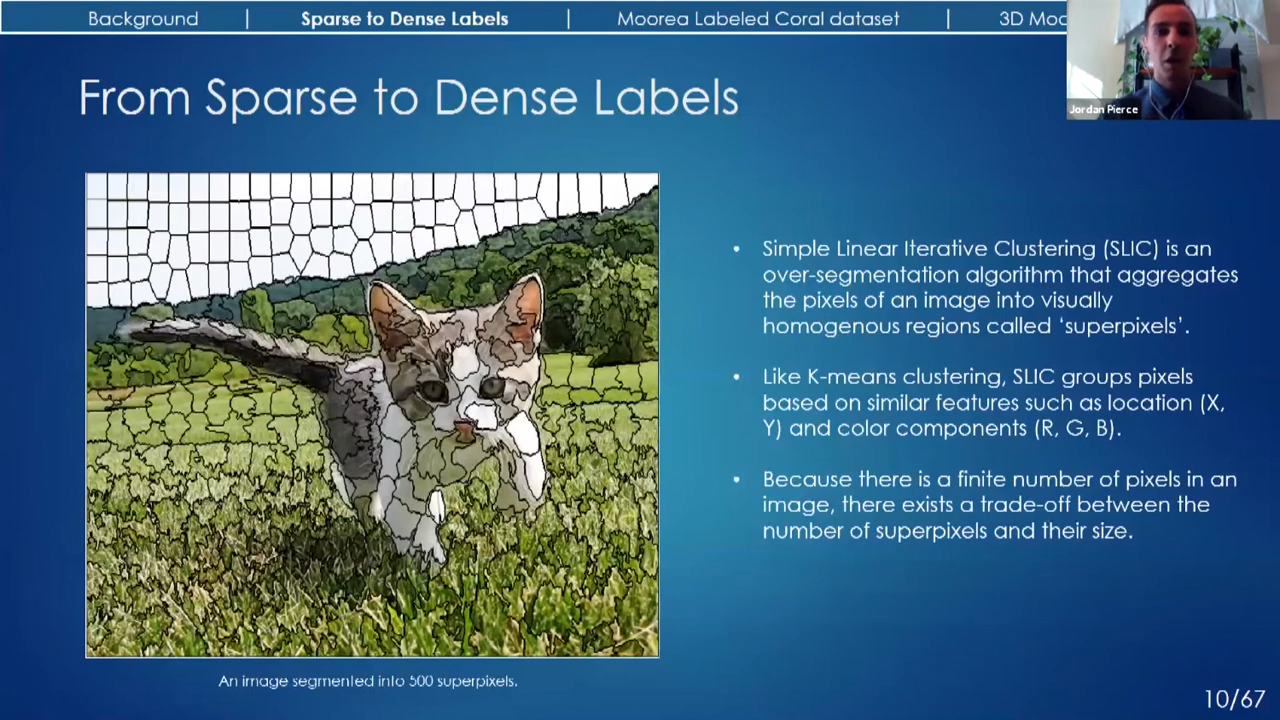 Background | Sparse to Dense Labels | Moorea Labeled Coral dataset | 3D
Jordan Pierce
From Sparse to Dense Labels
• Simple Linear Iterative Clustering (SLIC) is an
over-segmentation algorithm that aggregates
the pixels of an image into visually
homogenous regions called ‘superpixels’.
• Like K-means clustering, SLIC groups pixels
based on similar features such as location (X,
Y) and color components (R, G, B).
• Because there is a finite number of pixels in an
image, there exists a trade-off between the
number of superpixels and their size.
An image segmented into 500 superpixels.
10/67